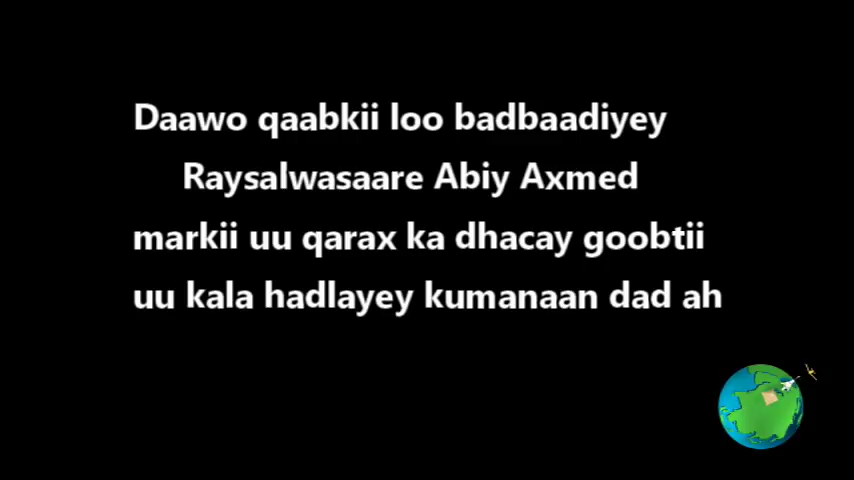 Daawo qaabkii loo badbaadiyey
Raysalwasaare Abiy Axmed
markii uu qarax ka dhacay goobtii
uu kala hadlayey kumanaan dad ah